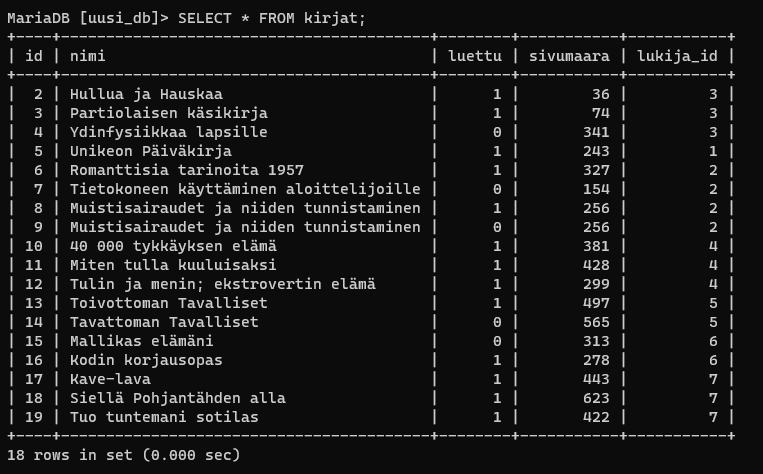 MariaDB [uusi_db]> SELECT * FROM kirjat;
+----+-----------------------------------------+--------+-----------+-----------+
| id | nimi                                    | luettu | sivumaara | lukija_id |
+----+-----------------------------------------+--------+-----------+-----------+
|  2 | Hullua ja Hauskaa                       |      1 |        36 |         3 |
|  3 | Partiolaisen käsikirja                  |      1 |        74 |         3 |
|  4 | Ydinfysiikkaa lapsille                  |      0 |       341 |         3 |
|  5 | Unikeon Päiväkirja                      |      1 |       243 |         1 |
|  6 | Romanttisia tarinoita 1957              |      1 |       327 |         2 |
|  7 | Tietokoneen käyttäminen aloittelijoille |      0 |       154 |         2 |
|  8 | Muistisairaudet ja niiden tunnistaminen |      1 |       256 |         2 |
|  9 | Muistisairaudet ja niiden tunnistaminen |      0 |       256 |         2 |
| 10 | 40 000 tykkäyksen elämä                 |      1 |       381 |         4 |
| 11 | Miten tulla kuuluisaksi                 |      1 |       428 |         4 |
| 12 | Tulin ja menin; ekstrovertin elämä      |      1 |       299 |         4 |
| 13 | Toivottoman Tavalliset                  |      1 |       497 |         5 |
| 14 | Tavattoman Tavalliset                   |      0 |       565 |         5 |
| 15 | Mallikas elämäni                        |      0 |       313 |         6 |
| 16 | Kodin korjausopas                       |      1 |       278 |         6 |
| 17 | Kave-lava                               |      1 |       443 |         7 |
| 18 | Siellä Pohjantähden alla                |      1 |       623 |         7 |
| 19 | Tuo tuntemani sotilas                   |      1 |       422 |         7 |
+----+-----------------------------------------+--------+-----------+-----------+
18 rows in set (0.000 sec)